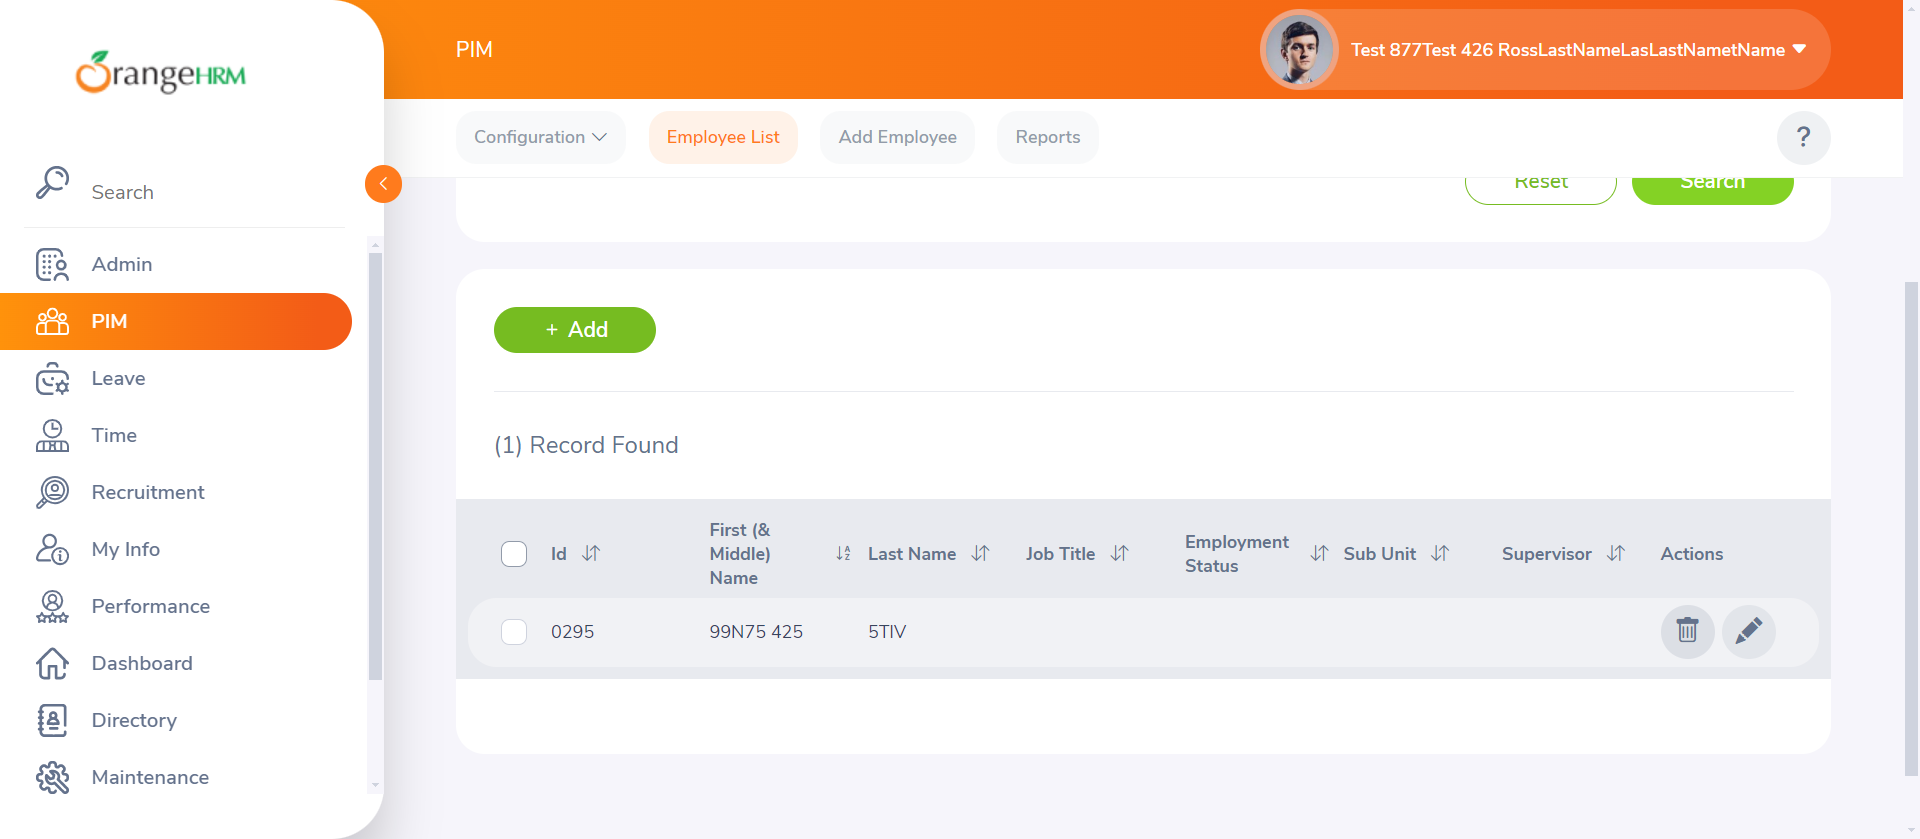 OrangeHRM
PIM
Test 877Test 426 RossLastNameLasLastNametName
Configuration
Employee List
Add Employee
Reports
?
Search
Admin
PIM
Leave
Time
Recruitment
My Info
Performance
Dashboard
Directory
Maintenance
Reset
Search
+ Add
(1) Record Found
Id
First (&
Middle)
Name
Last Name
Job Title
Employment
Status
Sub Unit
Supervisor
Actions
0295
99N75 425
5TIV